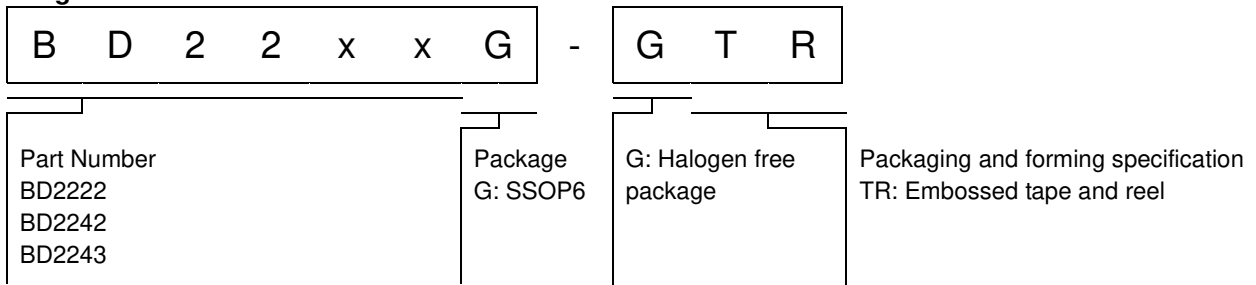 B D 2 2 x x G - G T R
Part Number
BD2222
BD2242
BD2243
Package
G: SSOP6
G: Halogen free
package
Packaging and forming specification
TR: Embossed tape and reel